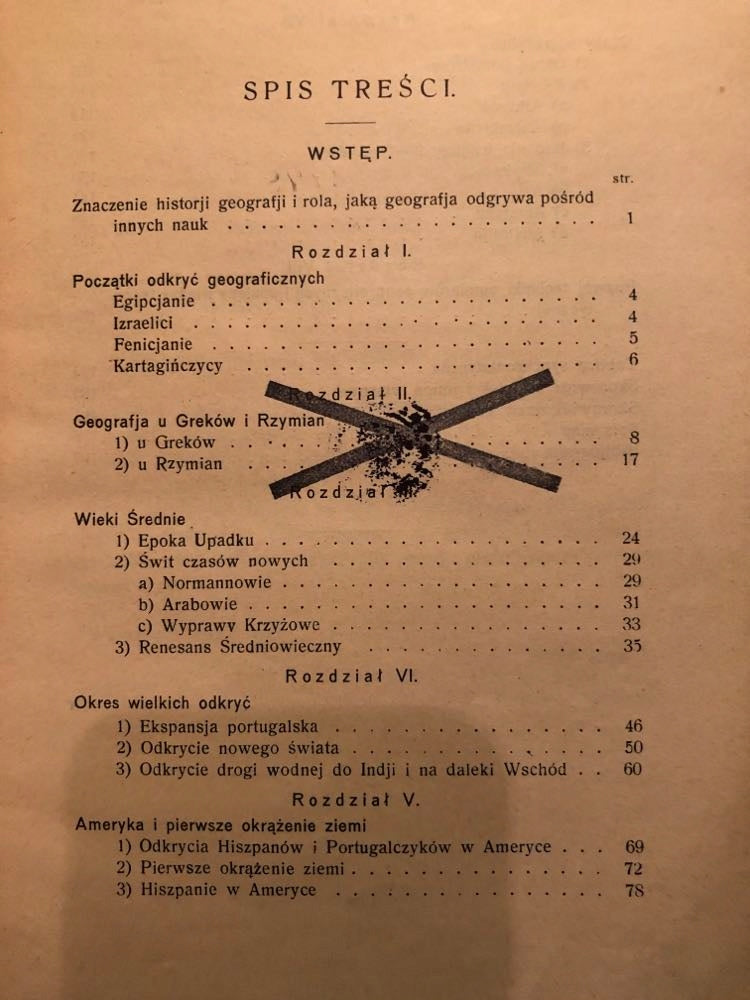 SPIS TREŚCI.
WSTĘP.
str.
Znaczenie historji geografji i rola, jaką geografja odgrywa pośród
innych nauk . . . . . . . . . . . . . . . . . . . . . 1
Rozdział I.
Początki odkryć geograficznych
Egipcjanie . . . . . . . . . . . . . . . . . . . . 4
Izraelici . . . . . . . . . . . . . . . . . . . . 4
Fenicjanie . . . . . . . . . . . . . . . . . . . . 5
Kartagińczycy . . . . . . . . . . . . . . . . . . 6
Rozdział II.
Geografja u Greków i Rzymian
1) u Greków . . . . . . . . . . . . . . . . . . . 8
2) u Rzymian . . . . . . . . . . . . . . . . . . 17
Rozdział
Wieki Średnie
1) Epoka Upadku . . . . . . . . . . . . . . . . . 24
2) Świt czasów nowych . . . . . . . . . . . . . . 29
a) Normannowie . . . . . . . . . . . . . . . . . 29
b) Arabowie . . . . . . . . . . . . . . . . . . 31
c) Wyprawy Krzyżowe . . . . . . . . . . . . . . 33
3) Renesans Średniowieczny . . . . . . . . . . . . 35
Rozdział VI.
Okres wielkich odkryć
1) Ekspansja portugalska . . . . . . . . . . . . . 46
2) Odkrycie nowego świata . . . . . . . . . . . . 50
3) Odkrycie drogi wodnej do Indji i na daleki Wschód . . 60
Rozdział V.
Ameryka i pierwsze okrążenie ziemi
1) Odkrycia Hiszpanów i Portugalczyków w Ameryce . . . 69
2) Pierwsze okrążenie ziemi . . . . . . . . . . . . 72
3) Hiszpanie w Ameryce . . . . . . . . . . . . . 78